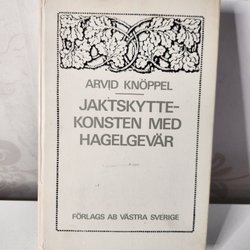 ARVID KNÖPPEL
JAKTSKYTTE-
KONSTEN MED
HAGELGEVÄR
FÖRLAGS AB VÄSTRA SVERIGE